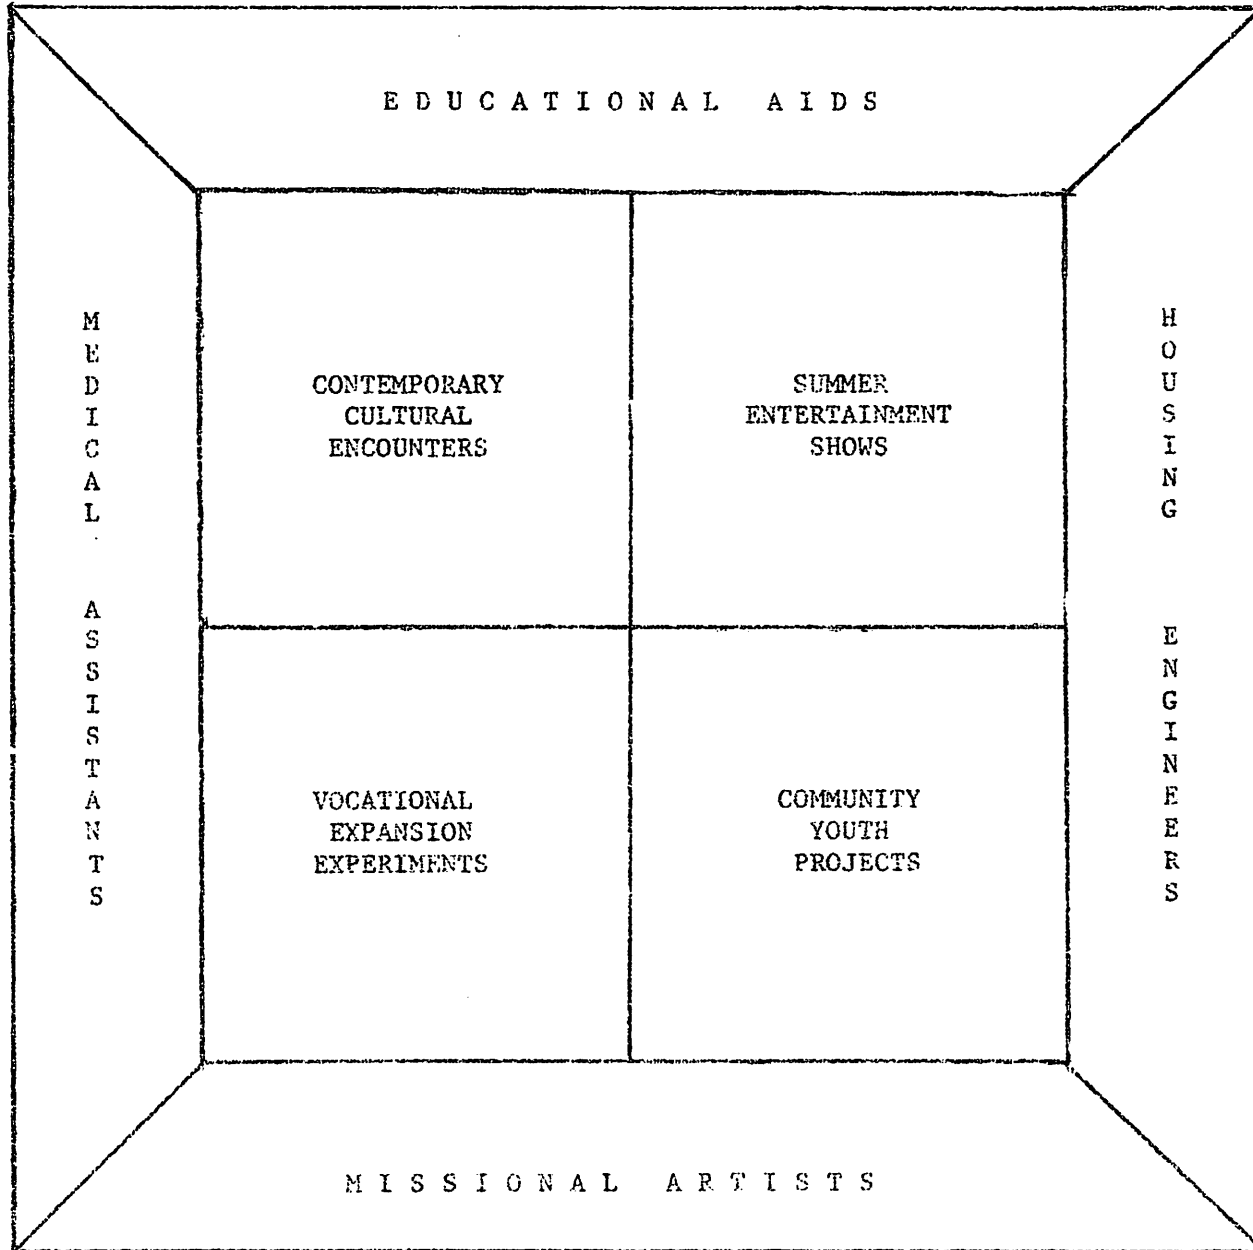 EDUCATIONAL AIDS
MEDICAL ASSISTANTS
CONTEMPORARY
CULTURAL
ENCOUNTERS
SUMMER
ENTERTAINMENT
SHOWS
HOUSING ENGINEERS
VOCATIONAL
EXPANSION
EXPERIMENTS
COMMUNITY
YOUTH
PROJECTS
MISSIONAL ARTISTS